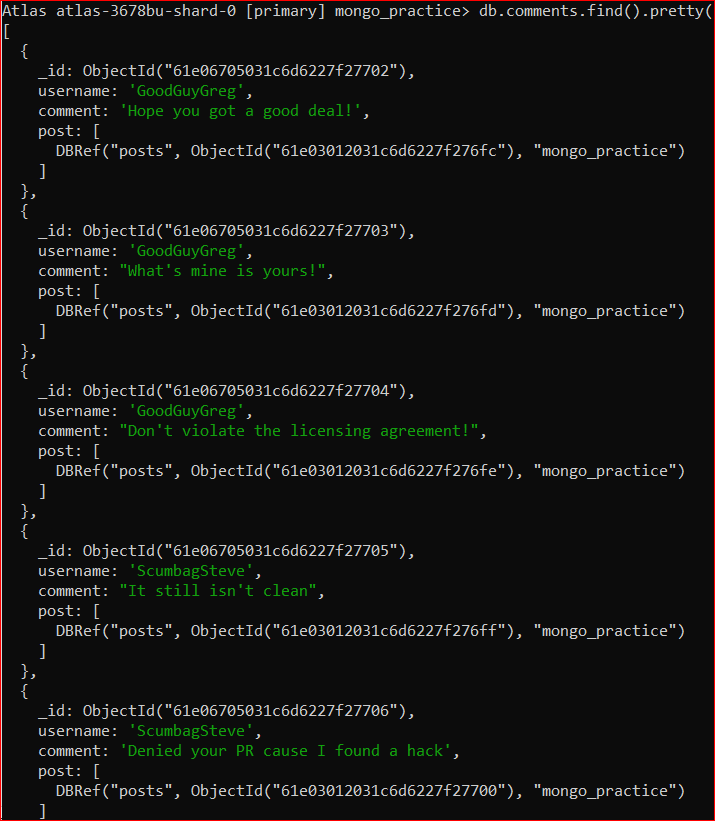 Atlas atlas-3678bu-shard-0 [primary] mongo_practice> db.comments.find().pretty(
[
  {
    _id: ObjectId("61e06705031c6d6227f27702"),
    username: 'GoodGuyGreg',
    comment: 'Hope you got a good deal!',
    post: [
      DBRef("posts", ObjectId("61e03012031c6d6227f276fc"), "mongo_practice")
    ]
  },
  {
    _id: ObjectId("61e06705031c6d6227f27703"),
    username: 'GoodGuyGreg',
    comment: "What's mine is yours!",
    post: [
      DBRef("posts", ObjectId("61e03012031c6d6227f276fd"), "mongo_practice")
    ]
  },
  {
    _id: ObjectId("61e06705031c6d6227f27704"),
    username: 'GoodGuyGreg',
    comment: "Don't violate the licensing agreement!",
    post: [
      DBRef("posts", ObjectId("61e03012031c6d6227f276fe"), "mongo_practice")
    ]
  },
  {
    _id: ObjectId("61e06705031c6d6227f27705"),
    username: 'ScumbagSteve',
    comment: "It still isn't clean",
    post: [
      DBRef("posts", ObjectId("61e03012031c6d6227f276ff"), "mongo_practice")
    ]
  },
  {
    _id: ObjectId("61e06705031c6d6227f27706"),
    username: 'ScumbagSteve',
    comment: 'Denied your PR cause I found a hack',
    post: [
      DBRef("posts", ObjectId("61e03012031c6d6227f27700"), "mongo_practice")
    ]